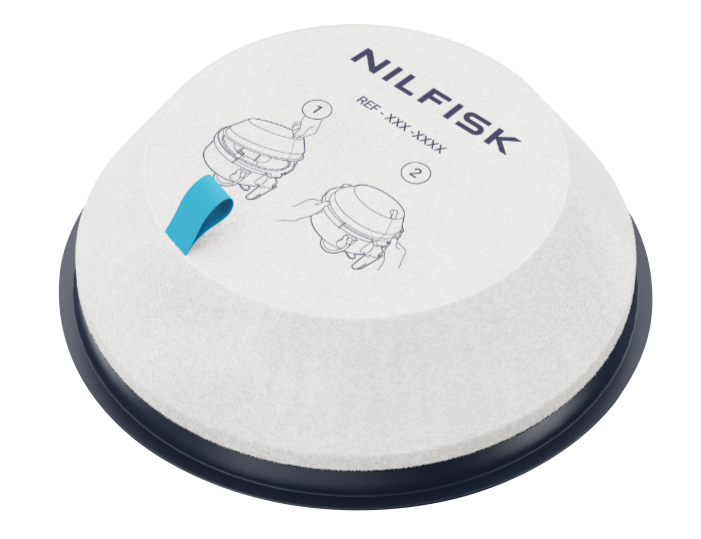 NILFISK
REF - XXX -XXXX
1
2